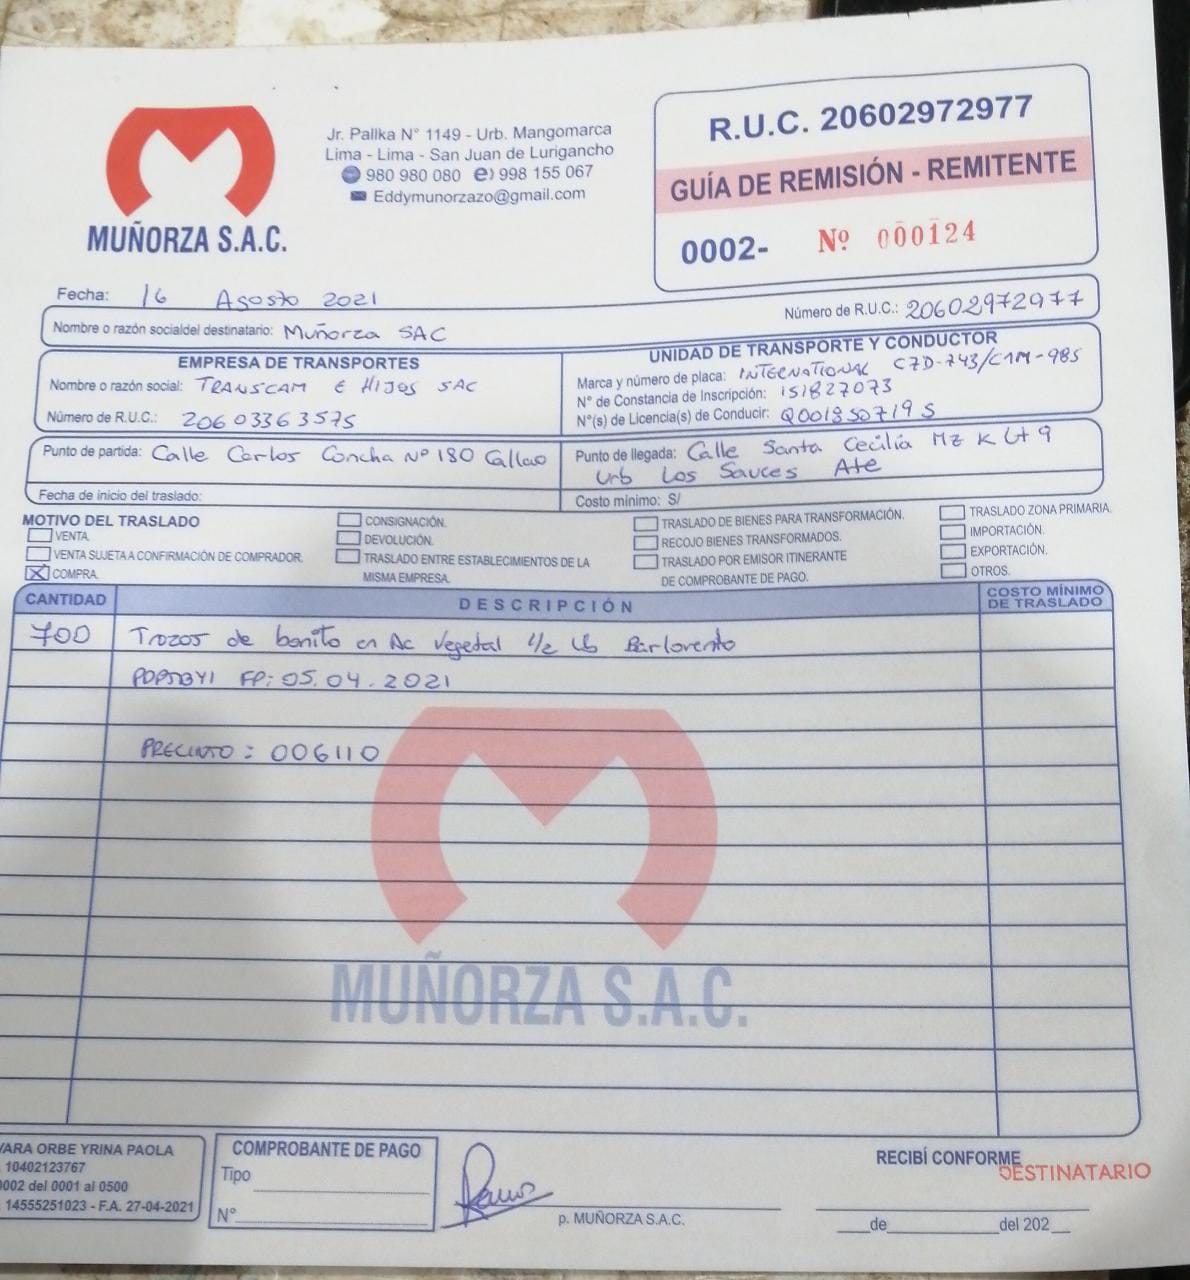 MUÑORZA S.A.C.
Jr. Pallka N° 1149 - Urb. Mangomarca
Lima - Lima - San Juan de Lurigancho
980 980 080 e) 998 155 067
Eddymunorzazo@gmail.com
R.U.C. 20602972977
GUÍA DE REMISIÓN - REMITENTE
0002- Nº 000124
Fecha: 16 Agosto 2021
Nombre o razón socialdel destinatario: Muñorza SAC
Número de R.U.C.: 20602972977
EMPRESA DE TRANSPORTES
Nombre o razón social: TRANSCAM E HIJOS SAC
Número de R.U.C.: 20603363575
UNIDAD DE TRANSPORTE Y CONDUCTOR
Marca y número de placa: INTERNATIONAL C7D-743/C1M-985
N° de Constancia de Inscripción: 151827073
N°(s) de Licencia(s) de Conducir: Q0018507195
Punto de partida: Calle Carlos Concha Nº 180 Callao
Fecha de inicio del traslado:
Punto de llegada: Calle Santa Cecilia Mz K Lt 9
Urb Los Sauces Ate
Costo mínimo: S/
MOTIVO DEL TRASLADO
VENTA.
VENTA SUJETA A CONFIRMACIÓN DE COMPRADOR.
X COMPRA.
CONSIGNACIÓN.
DEVOLUCIÓN.
TRASLADO ENTRE ESTABLECIMIENTOS DE LA
MISMA EMPRESA.
TRASLADO DE BIENES PARA TRANSFORMACIÓN.
RECOJO BIENES TRANSFORMADOS.
TRASLADO POR EMISOR ITINERANTE
DE COMPROBANTE DE PAGO.
TRASLADO ZONA PRIMARIA.
IMPORTACIÓN.
EXPORTACIÓN.
OTROS.
CANTIDAD DESCRIPCIÓN COSTO MÍNIMO
DE TRASLADO
700 Trozos de bonito en Ac Vegetal 1/2 Lb Barlovento
FP: 05.04.2021
PRECINTO: 006110
MUÑORZA S.A.C.
VARA ORBE YRINA PAOLA
10402123767
0002 del 0001 al 0500
14555251023 - F.A. 27-04-2021
COMPROBANTE DE PAGO
Tipo
N°
p. MUÑORZA S.A.C.
RECIBÍ CONFORME
DESTINATARIO
de del 202